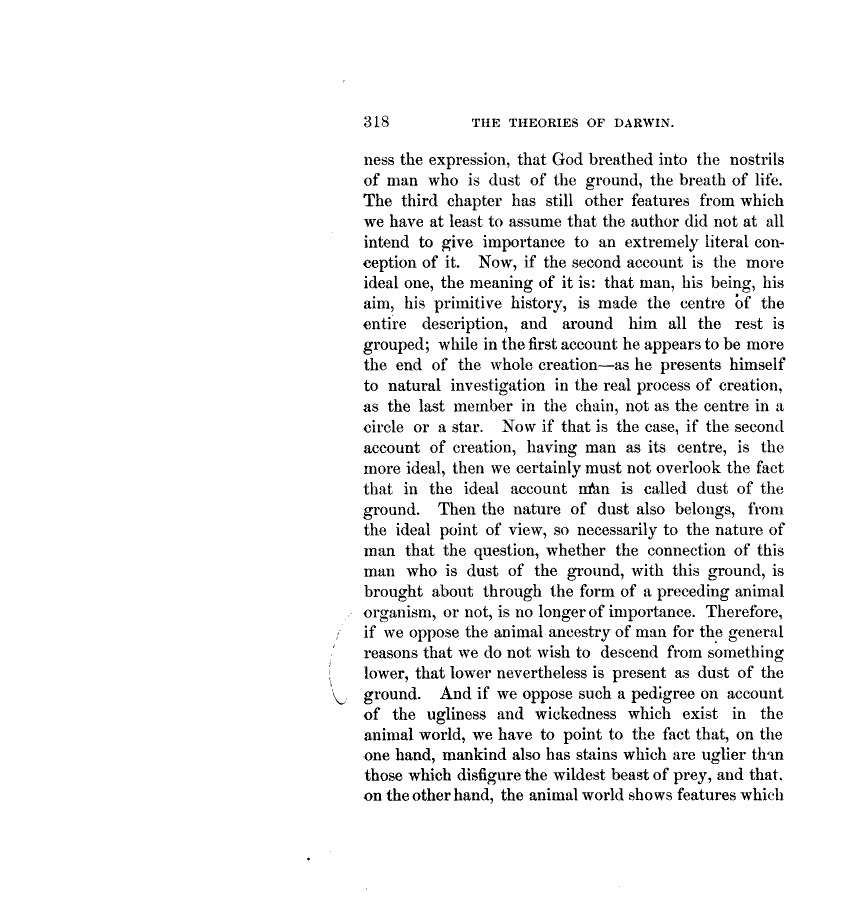 318 THE THEORIES OF DARWIN.
ness the expression, that God breathed into the nostrils
of man who is dust of the ground, the breath of life.
The third chapter has still other features from which
we have at least to assume that the author did not at all
intend to give importance to an extremely literal con-
ception of it. Now, if the second account is the more
ideal one, the meaning of it is: that man, his being, his
aim, his primitive history, is made the centre of the
entire description, and around him all the rest is
grouped; while in the first account he appears to be more
the end of the whole creation—as he presents himself
to natural investigation in the real process of creation,
as the last member in the chain, not as the centre in a
circle or a star. Now if that is the case, if the second
account of creation, having man as its centre, is the
more ideal, then we certainly must not overlook the fact
that in the ideal account man is called dust of the
ground. Then the nature of dust also belongs, from
the ideal point of view, so necessarily to the nature of
man that the question, whether the connection of this
man who is dust of the ground, with this ground, is
brought about through the form of a preceding animal
organism, or not, is no longer of importance. Therefore,
if we oppose the animal ancestry of man for the general
reasons that we do not wish to descend from something
lower, that lower nevertheless is present as dust of the
ground. And if we oppose such a pedigree on account
of the ugliness and wickedness which exist in the
animal world, we have to point to the fact that, on the
one hand, mankind also has stains which are uglier than
those which disfigure the wildest beast of prey, and that.
on the other hand, the animal world shows features which